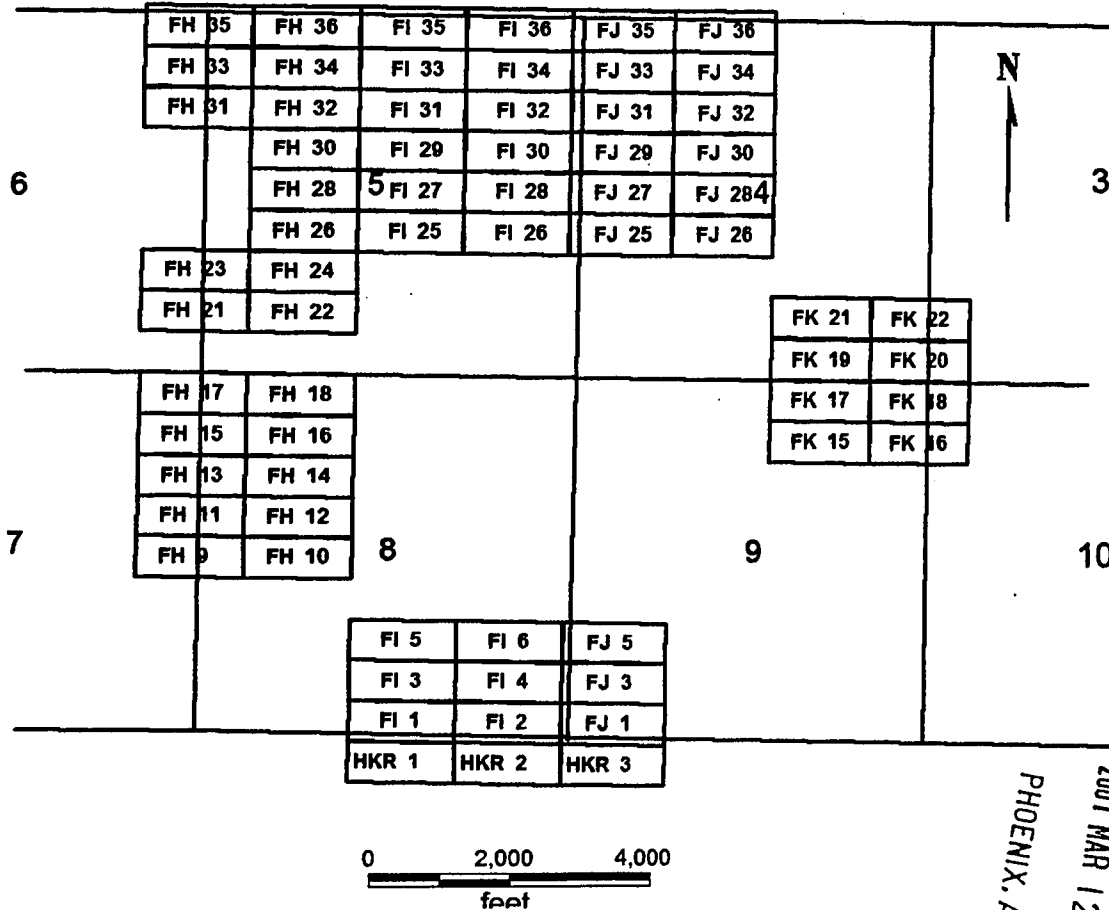 FH 35 FH 36 FI 35 FI 36 FJ 35 FJ 36
FH 33 FH 34 FI 33 FI 34 FJ 33 FJ 34
N
FH 31 FH 32 FI 31 FI 32 FJ 31 FJ 32
FH 30 FI 29 FI 30 FJ 29 FJ 30
6 FH 28 5 FI 27 FI 28 FJ 27 FJ 28 4 3
FH 26 FI 25 FI 26 FJ 25 FJ 26
FH 23 FH 24
FH 21 FH 22 FK 21 FK 22
FK 19 FK 20
FH 17 FH 18 FK 17 FK 18
FH 15 FH 16 FK 15 FK 16
FH 13 FH 14
FH 11 FH 12
7 FH 9 FH 10 8 9 10
FI 5 FI 6 FJ 5
FI 3 FI 4 FJ 3
FI 1 FI 2 FJ 1
HKR 1 HKR 2 HKR 3
2001 MAR 12
PHOENIX, A
0 2,000 4,000
feet